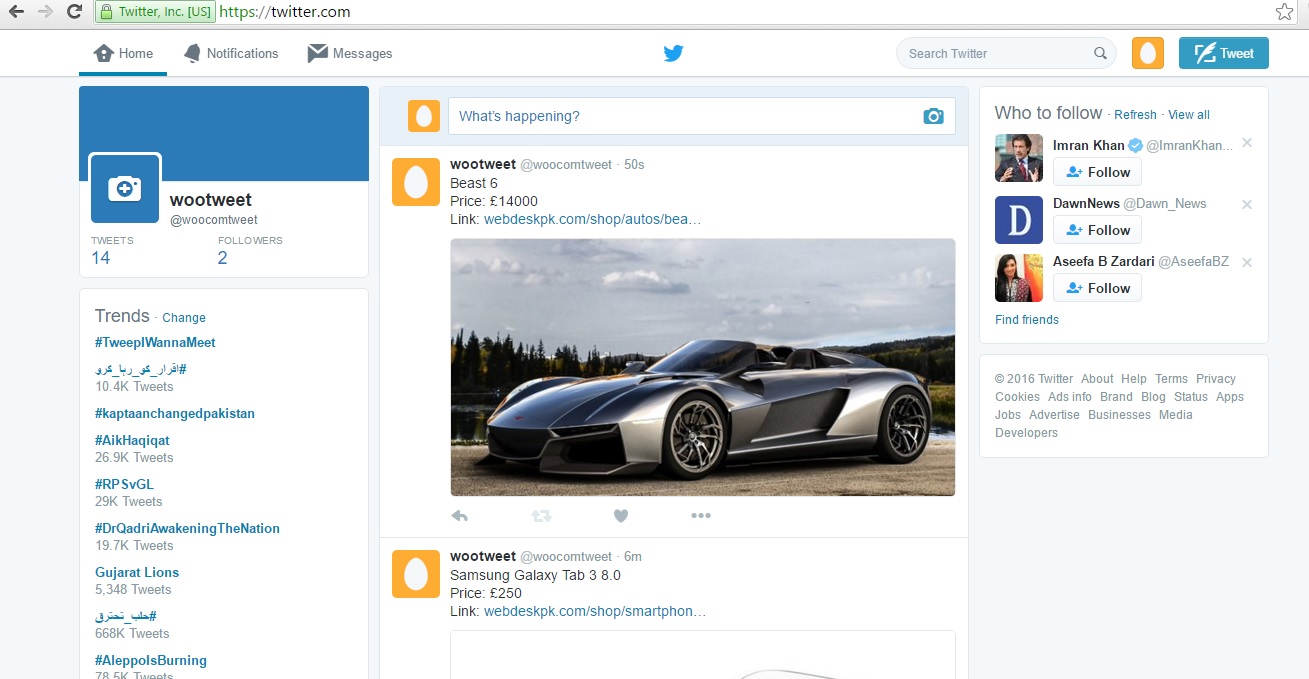 Twitter, Inc. [US] https://twitter.com
Home Notifications Messages Search Twitter Tweet
wootweet
@woocomtweet
TWEETS FOLLOWERS
14 2
Trends · Change
#TweepIWannaMeet
#اقرار_کو_رہا_کرو
10.4K Tweets
#kaptaanchangedpakistan
#AikHaqiqat
26.9K Tweets
#RPSvGL
29K Tweets
#DrQadriAwakeningTheNation
19.7K Tweets
Gujarat Lions
5,348 Tweets
#حلب_تحترق
668K Tweets
#AleppoIsBurning
78.5K Tweets
What's happening?
wootweet @woocomtweet · 50s
Beast 6
Price: £14000
Link: webdeskpk.com/shop/autos/bea…
wootweet @woocomtweet · 6m
Samsung Galaxy Tab 3 8.0
Price: £250
Link: webdeskpk.com/shop/smartphon…
Who to follow · Refresh · View all
Imran Khan @ImranKhan...
Follow
DawnNews @Dawn_News
Follow
D
Aseefa B Zardari @AseefaBZ
Follow
Find friends
© 2016 Twitter About Help Terms Privacy
Cookies Ads info Brand Blog Status Apps
Jobs Advertise Businesses Media
Developers